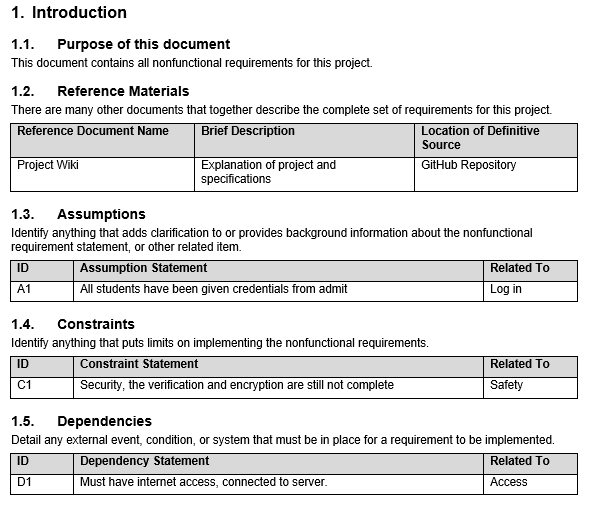 1. Introduction
1.1. Purpose of this document
This document contains all nonfunctional requirements for this project.
1.2. Reference Materials
There are many other documents that together describe the complete set of requirements for this project.
Reference Document Name Brief Description Location of Definitive
Source
Project Wiki Explanation of project and GitHub Repository
specifications
1.3. Assumptions
Identify anything that adds clarification to or provides background information about the nonfunctional
requirement statement, or other related item.
ID Assumption Statement Related To
A1 All students have been given credentials from admit Log in
1.4. Constraints
Identify anything that puts limits on implementing the nonfunctional requirements.
ID Constraint Statement Related To
C1 Security, the verification and encryption are still not complete Safety
1.5. Dependencies
Detail any external event, condition, or system that must be in place for a requirement to be implemented.
ID Dependency Statement Related To
D1 Must have internet access, connected to server. Access